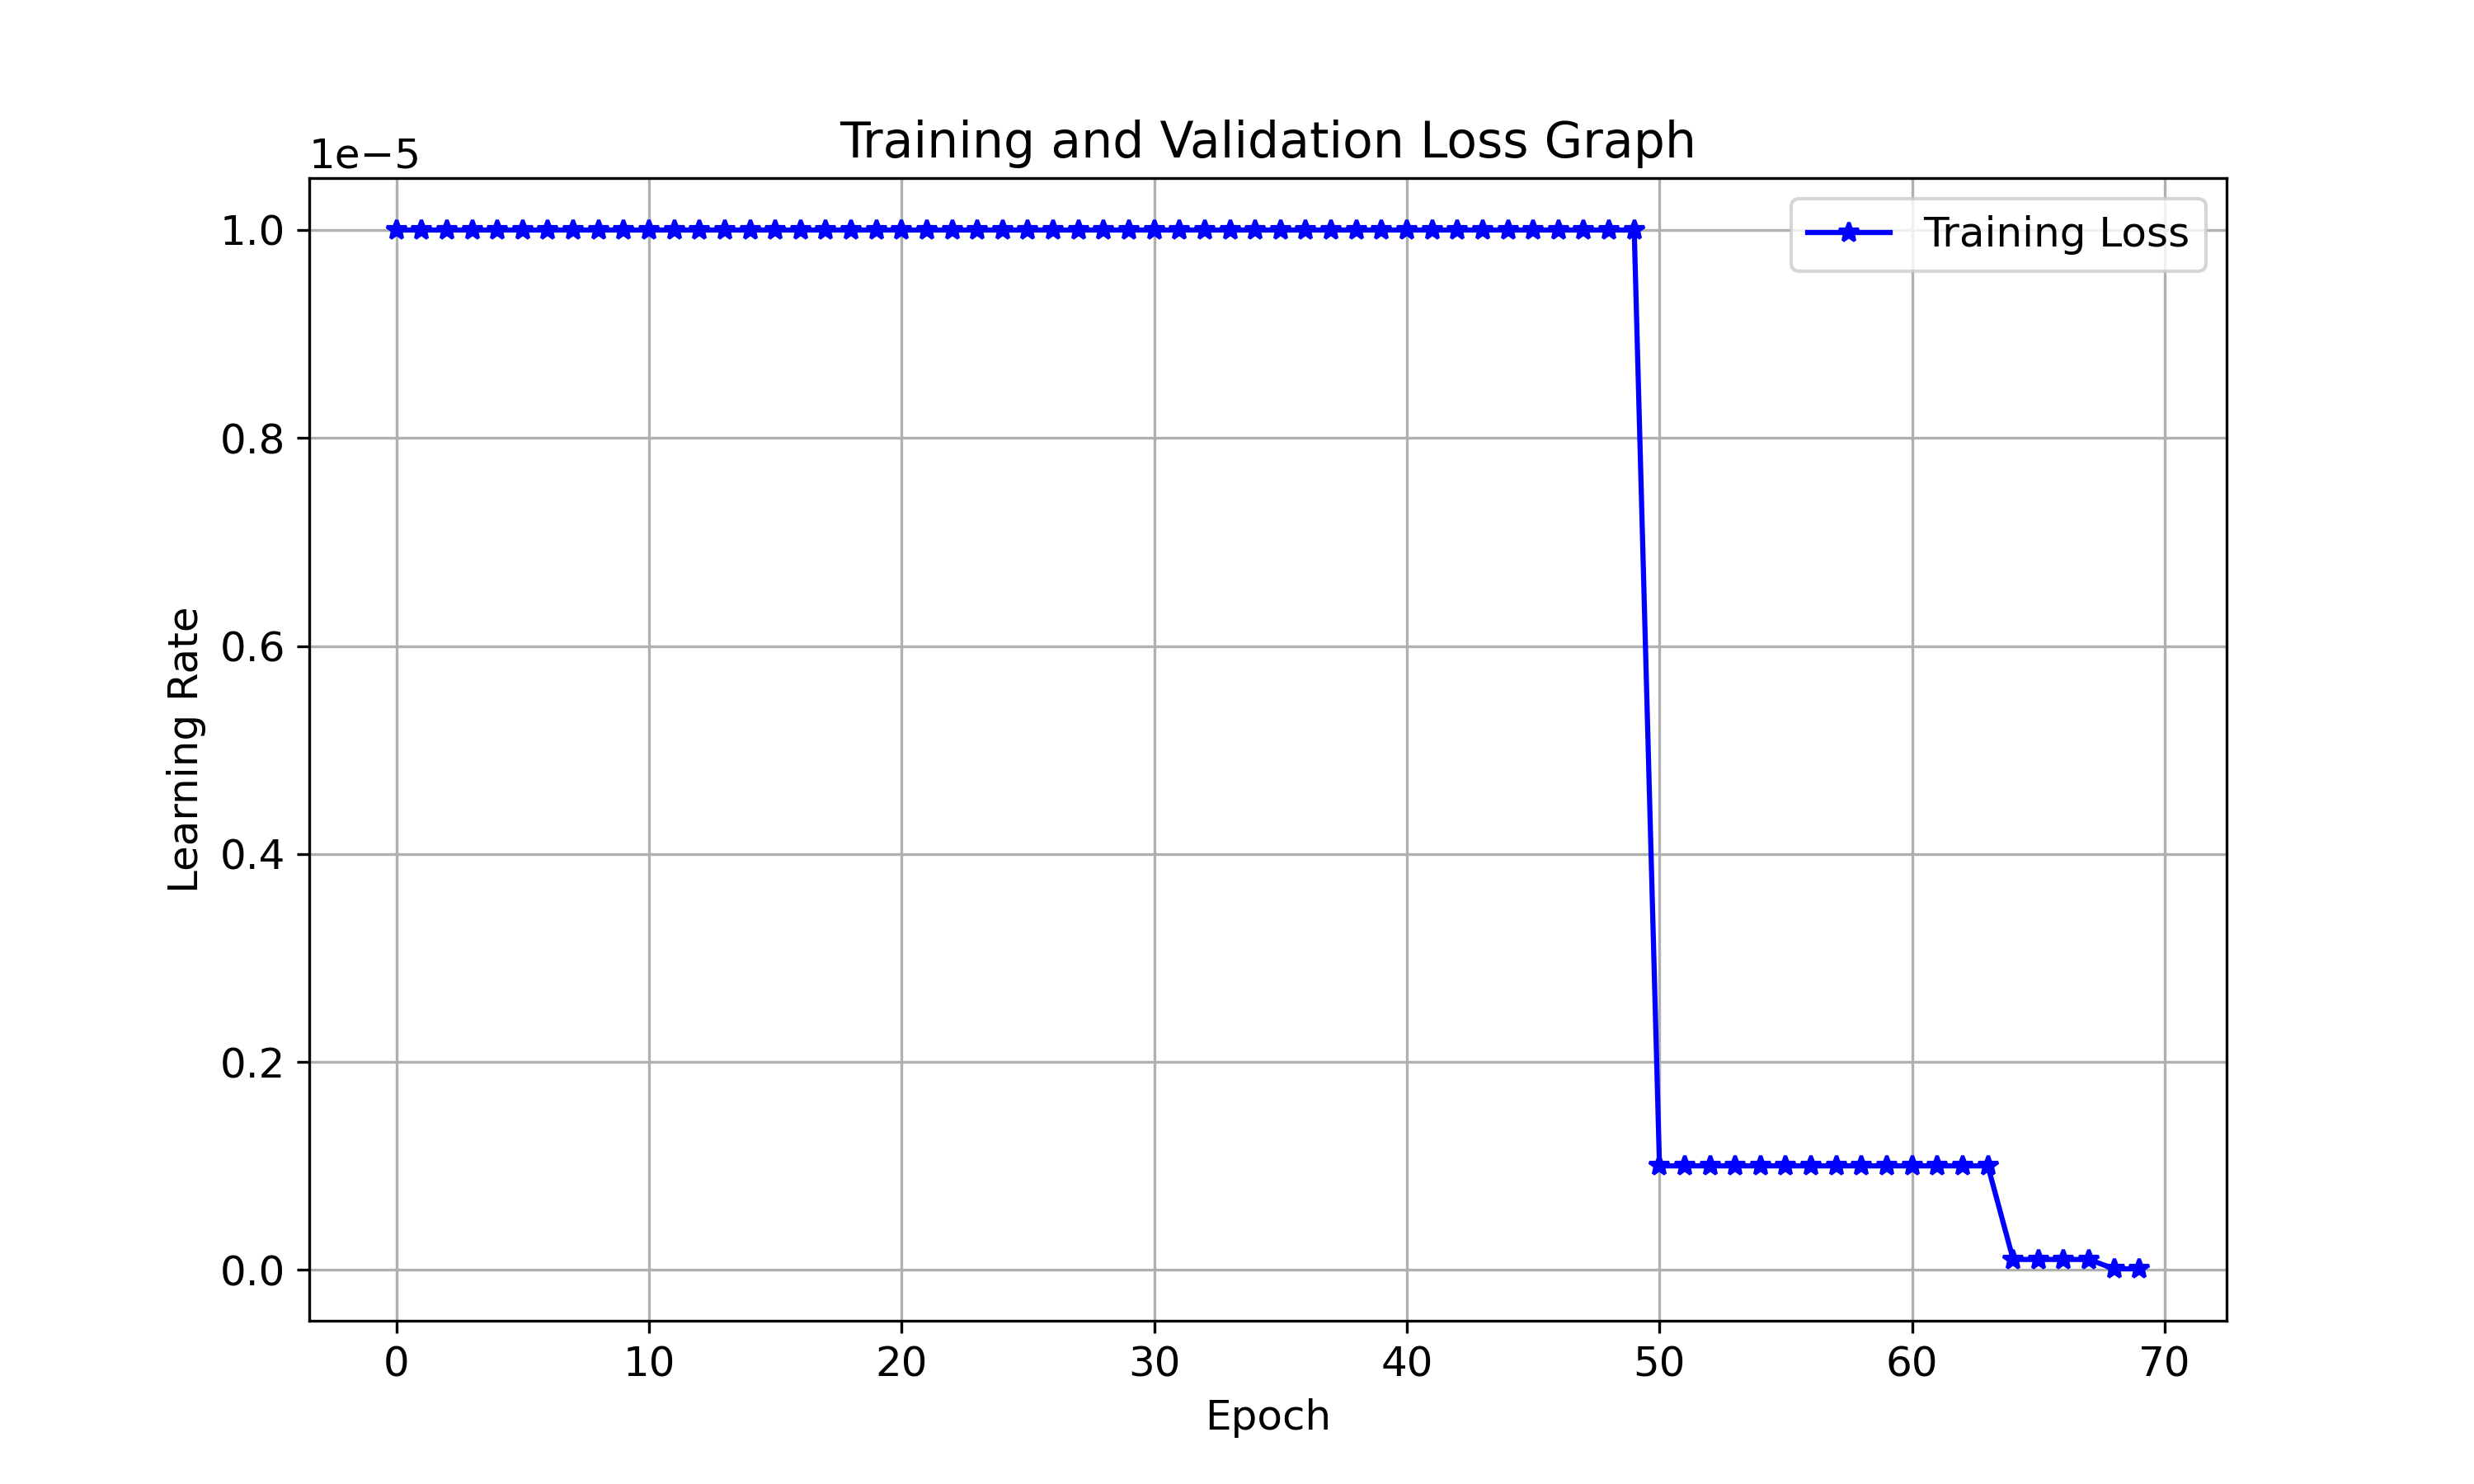 Training and Validation Loss Graph
1e−5
Training Loss
1.0
0.8
0.6
0.4
0.2
0.0
Learning Rate
0 10 20 30 40 50 60 70
Epoch